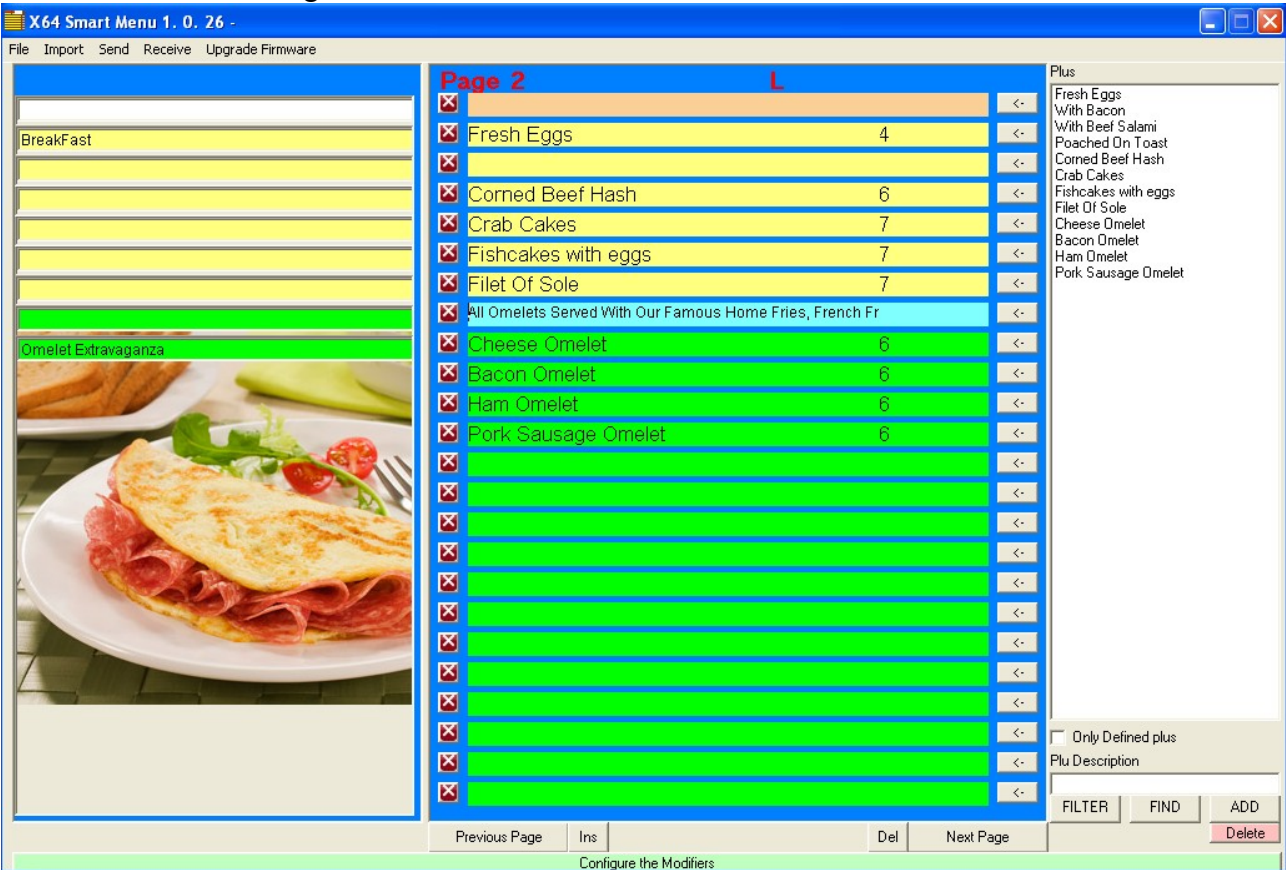 X64 Smart Menu 1. 0. 26 -
File Import Send Receive Upgrade Firmware
BreakFast
Omelet Extravaganza
Page 2 L
<-
Fresh Eggs 4 <-
<-
Corned Beef Hash 6 <-
Crab Cakes 7 <-
Fishcakes with eggs 7 <-
Filet Of Sole 7 <-
All Omelets Served With Our Famous Home Fries, French Fr <-
Cheese Omelet 6 <-
Bacon Omelet 6 <-
Ham Omelet 6 <-
Pork Sausage Omelet 6 <-
<-
<-
<-
<-
<-
<-
<-
<-
<-
<-
<-
<-
Previous Page Ins Del Next Page
Plus
Fresh Eggs
With Bacon
With Beef Salami
Poached On Toast
Corned Beef Hash
Crab Cakes
Fishcakes with eggs
Filet Of Sole
Cheese Omelet
Bacon Omelet
Ham Omelet
Pork Sausage Omelet
Only Defined plus
Plu Description
FILTER FIND ADD
Delete
Configure the Modifiers